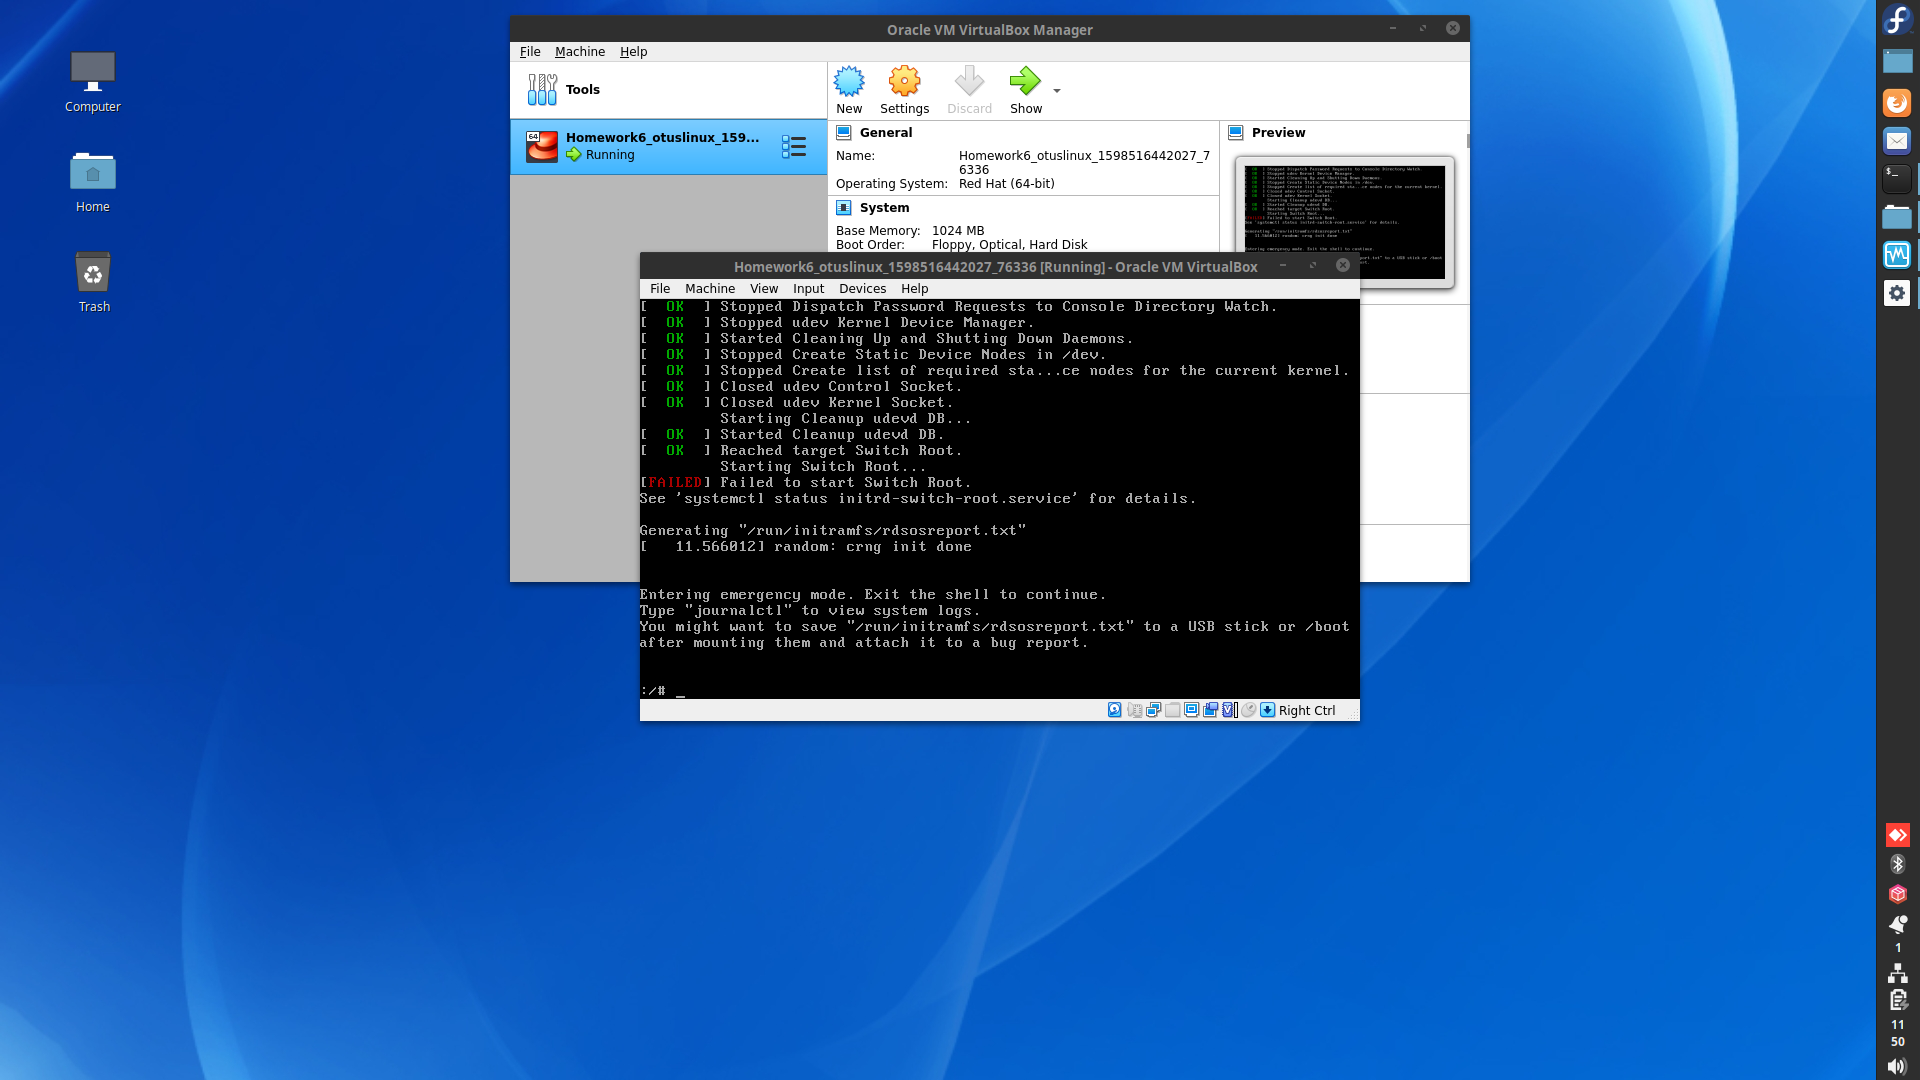 Computer
Home
Trash
Oracle VM VirtualBox Manager
File Machine Help
Tools
New Settings Discard Show
64
Homework6_otuslinux_159...
Running
General
Name: Homework6_otuslinux_1598516442027_7
6336
Operating System: Red Hat (64-bit)
System
Base Memory: 1024 MB
Boot Order: Floppy, Optical, Hard Disk
Preview
Homework6_otuslinux_1598516442027_76336 [Running] - Oracle VM VirtualBox
File Machine View Input Devices Help
[  OK  ] Stopped Dispatch Password Requests to Console Directory Watch.
[  OK  ] Stopped udev Kernel Device Manager.
[  OK  ] Started Cleaning Up and Shutting Down Daemons.
[  OK  ] Stopped Create Static Device Nodes in /dev.
[  OK  ] Stopped Create list of required sta...ce nodes for the current kernel.
[  OK  ] Closed udev Control Socket.
[  OK  ] Closed udev Kernel Socket.
         Starting Cleanup udevd DB...
[  OK  ] Started Cleanup udevd DB.
[  OK  ] Reached target Switch Root.
         Starting Switch Root...
[FAILED] Failed to start Switch Root.
See 'systemctl status initrd-switch-root.service' for details.
Generating "/run/initramfs/rdsosreport.txt"
[   11.566012] random: crng init done
Entering emergency mode. Exit the shell to continue.
Type "journalctl" to view system logs.
You might want to save "/run/initramfs/rdsosreport.txt" to a USB stick or /boot
after mounting them and attach it to a bug report.
:/# _
Right Ctrl
1
11
50